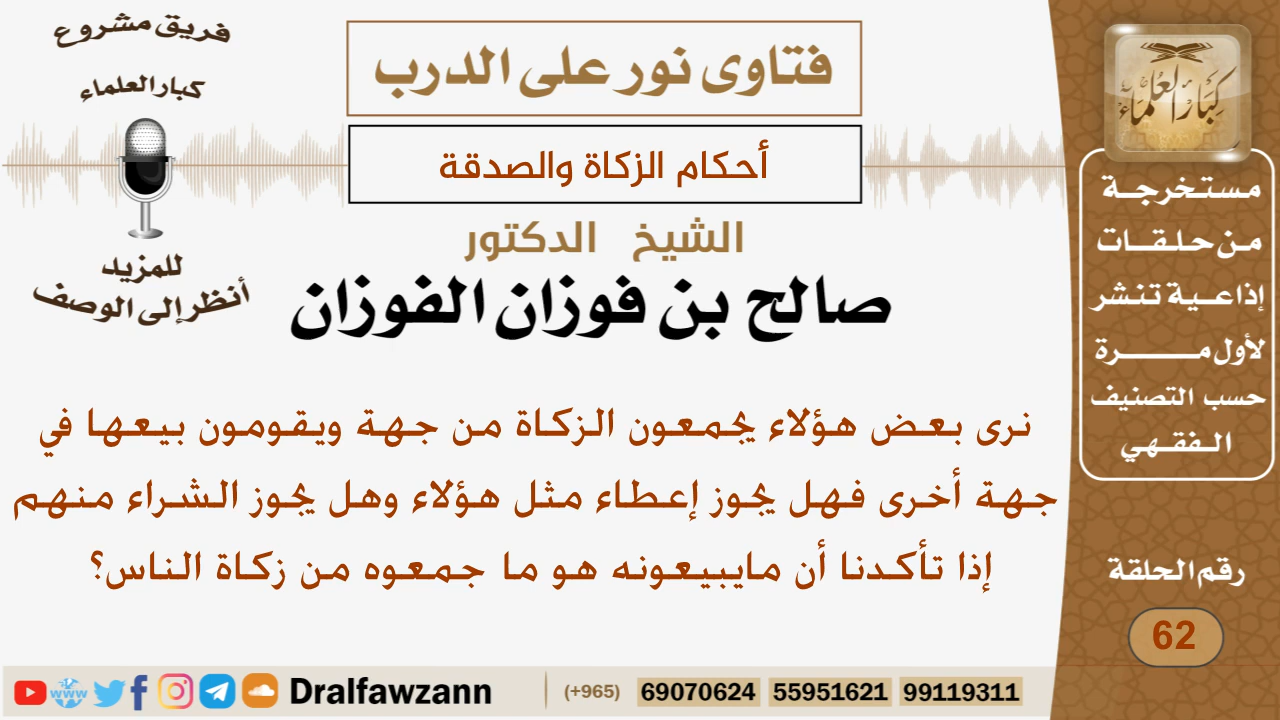 فريق مشروع
كبار العلماء
فتاوى نور على الدرب
أحكام الزكاة والصدقة
الشيخ الدكتور
صالح بن فوزان الفوزان
للمزيد
أنظر إلى الوصف
نرى بعض هؤلاء يجمعون الزكاة من جهة ويقومون بيعها في
جهة أخرى فهل يجوز إعطاء مثل هؤلاء وهل يجوز الشراء منهم
إذا تأكدنا أن مايبيعونه هو ما جمعوه من زكاة الناس؟
كبار العلماء
مستخرجة
من حلقات
إذاعية تنشر
لأول مرة
حسب التصنيف
الفقهي
رقم الحلقة
62
www
Dralfawzann
(+965) 69070624 55951621 99119311